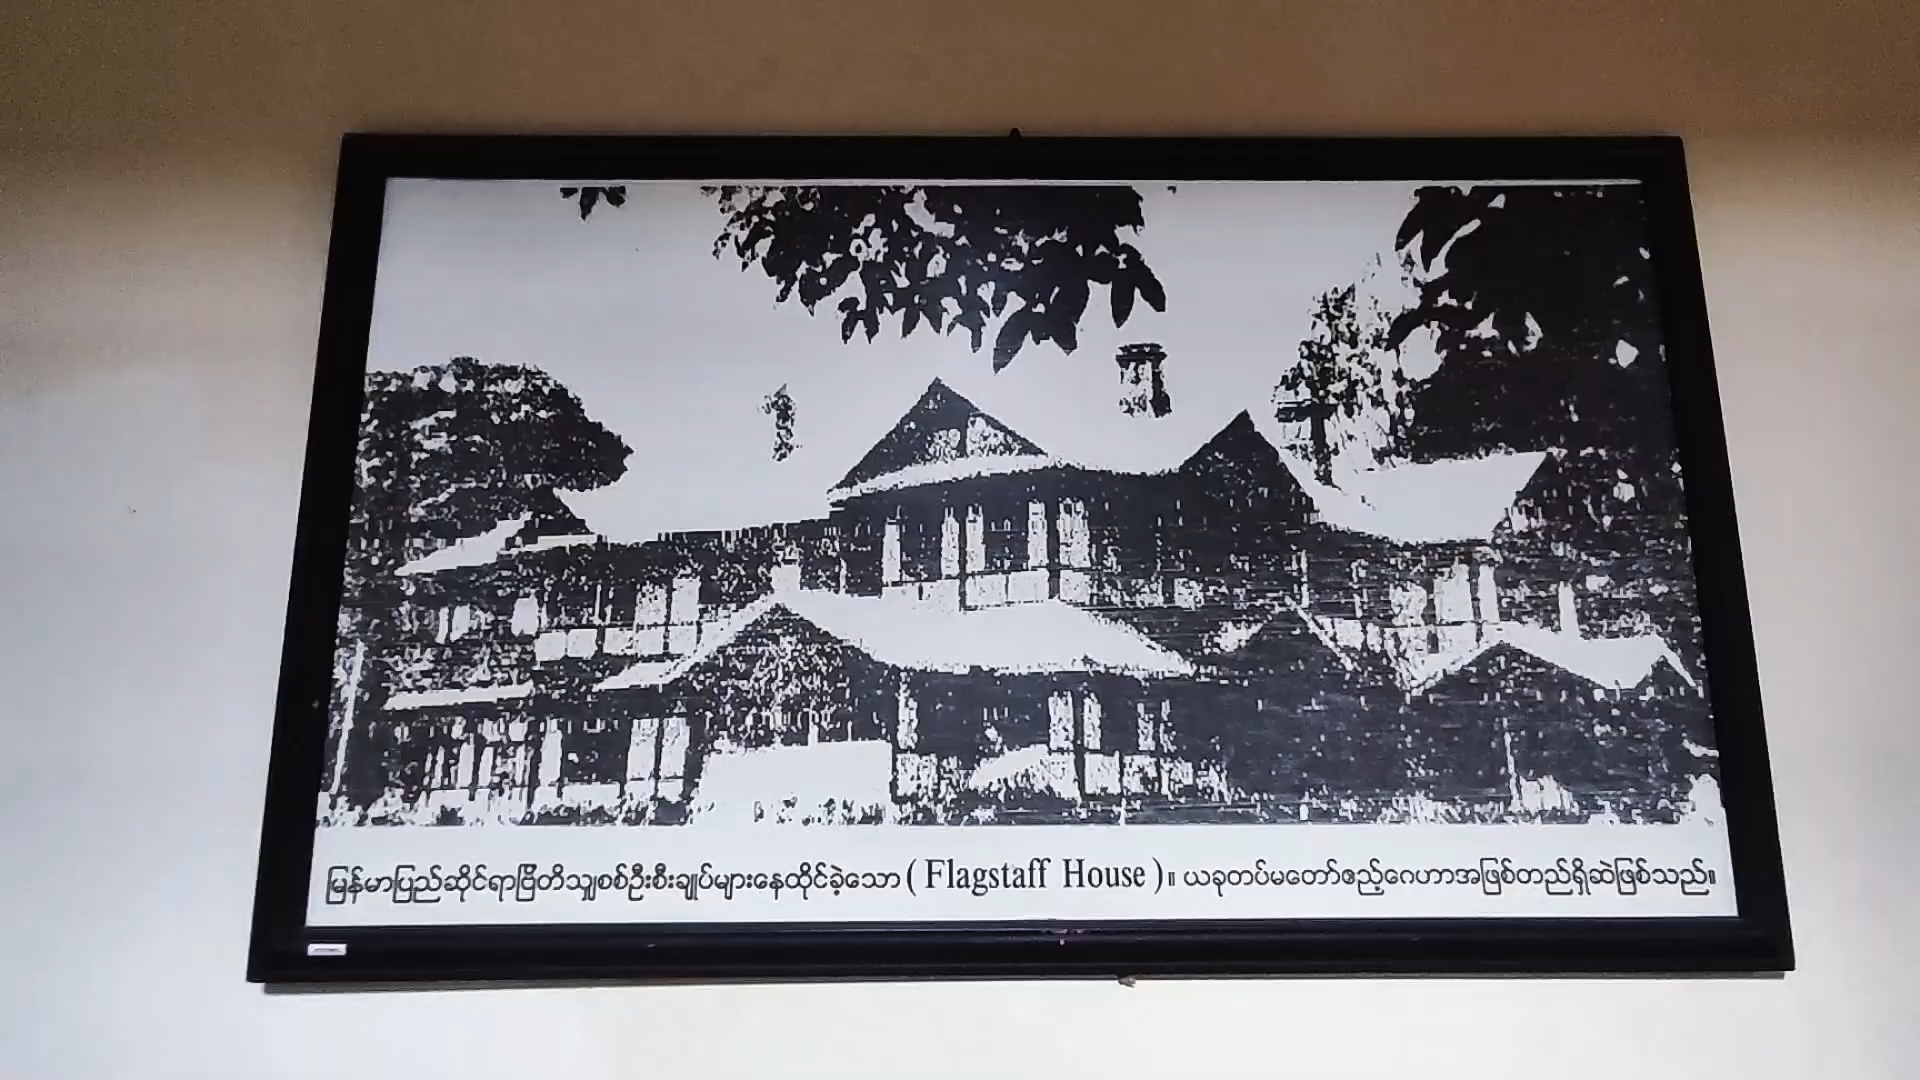 မြန်မာပြည်ဆိုင်ရာဗြိတိသျှစစ်ဦးစီးချုပ်များနေထိုင်ခဲ့သော ( Flagstaff House )။ ယခုတပ်မတော်ဧည့်ဂေဟာအဖြစ်တည်ရှိဆဲဖြစ်သည်။